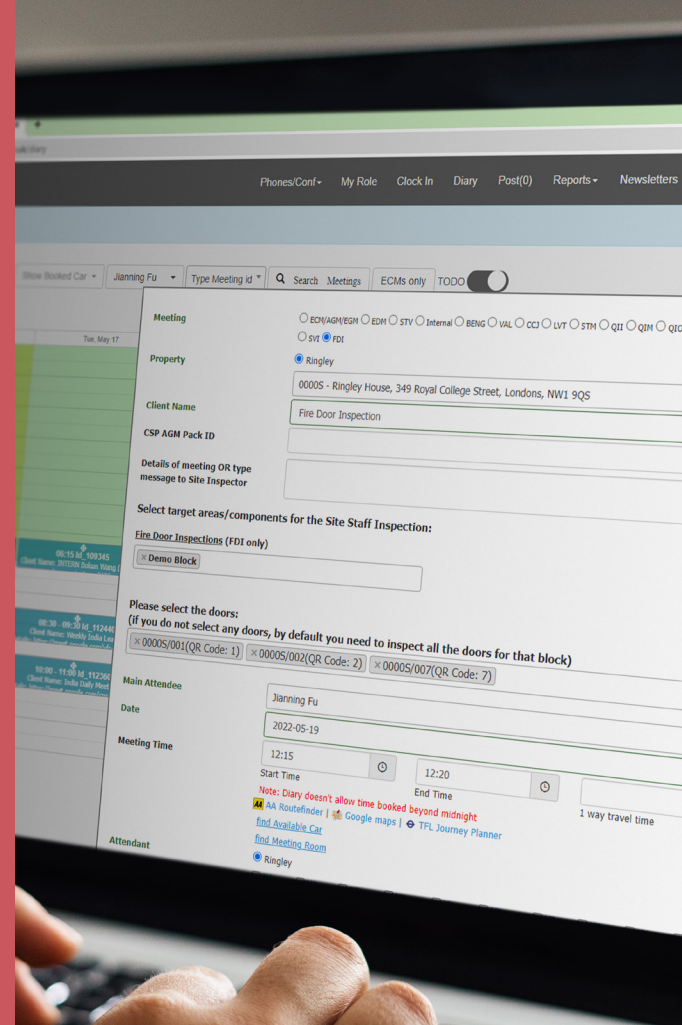 +
Phones/Conf My Role Clock In Diary Post(0) Reports Newsletters
Show Booked Car Jianning Fu Type Meeting id Search Meetings ECMs only TODO
Tue, May 17
Meeting
ECM/AGM/EGM EDM STV Internal BENG VAL CCJ LVT STM QII QIM QIO
SVI FDI
Property
Ringley
0000S - Ringley House, 349 Royal College Street, Londons, NW1 9QS
Client Name
Fire Door Inspection
CSP AGM Pack ID
Details of meeting OR type
message to Site Inspector
Select target areas/components for the Site Staff Inspection:
Fire Door Inspections (FDI only)
× Demo Block
Please select the doors:
(if you do not select any doors, by default you need to inspect all the doors for that block)
× 0000S/001(QR Code: 1) × 0000S/002(QR Code: 2) × 0000S/007(QR Code: 7)
Main Attendee
Jianning Fu
Date
2022-05-19
Meeting Time
12:15 12:20
Start Time End Time 1 way travel time
Note: Diary doesn't allow time booked beyond midnight
AA AA Routefinder | Google maps | TFL Journey Planner
find Available Car
find Meeting Room
Attendant
Ringley
06:15 Id_109345
Client Name: INTERN Dokan Wang
08:30 - 09:30 Id_11244
Client Name: Weekly India Lea
10:00 - 11:00 Id_112360
Client Name: India Daily Meet